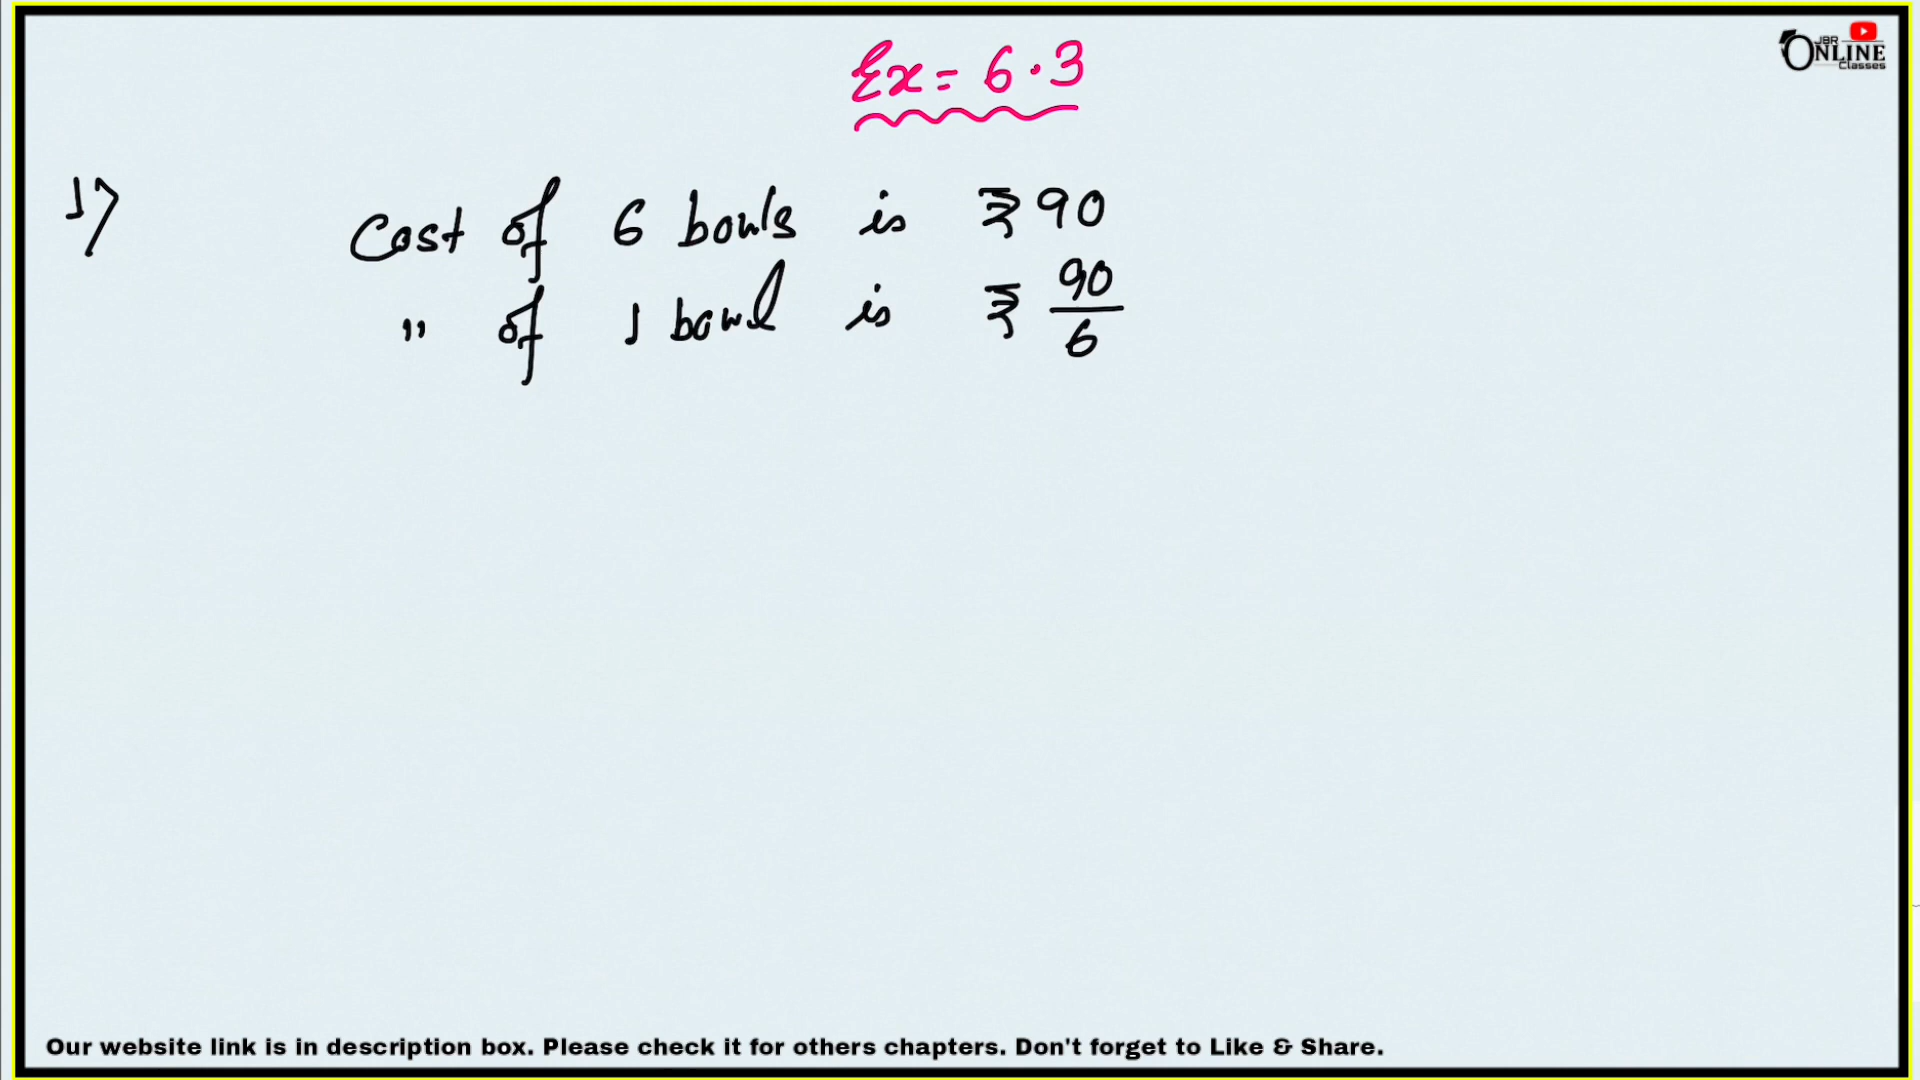 Ex = 6.3
JBR
ONLINE
Classes
1) Cost of 6 bowls is ₹ 90
" of 1 bowl is ₹ 90/6
Our website link is in description box. Please check it for others chapters. Don't forget to Like & Share.